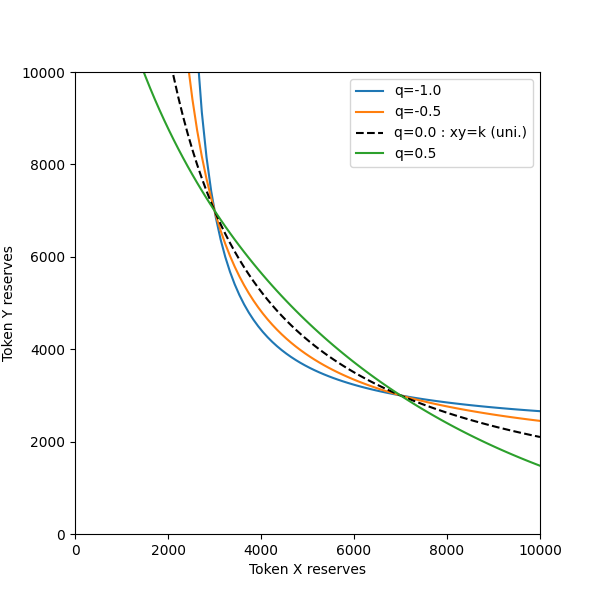 10000
8000
6000
4000
2000
0
Token Y reserves
q=-1.0
q=-0.5
q=0.0 : xy=k (uni.)
q=0.5
0 2000 4000 6000 8000 10000
Token X reserves